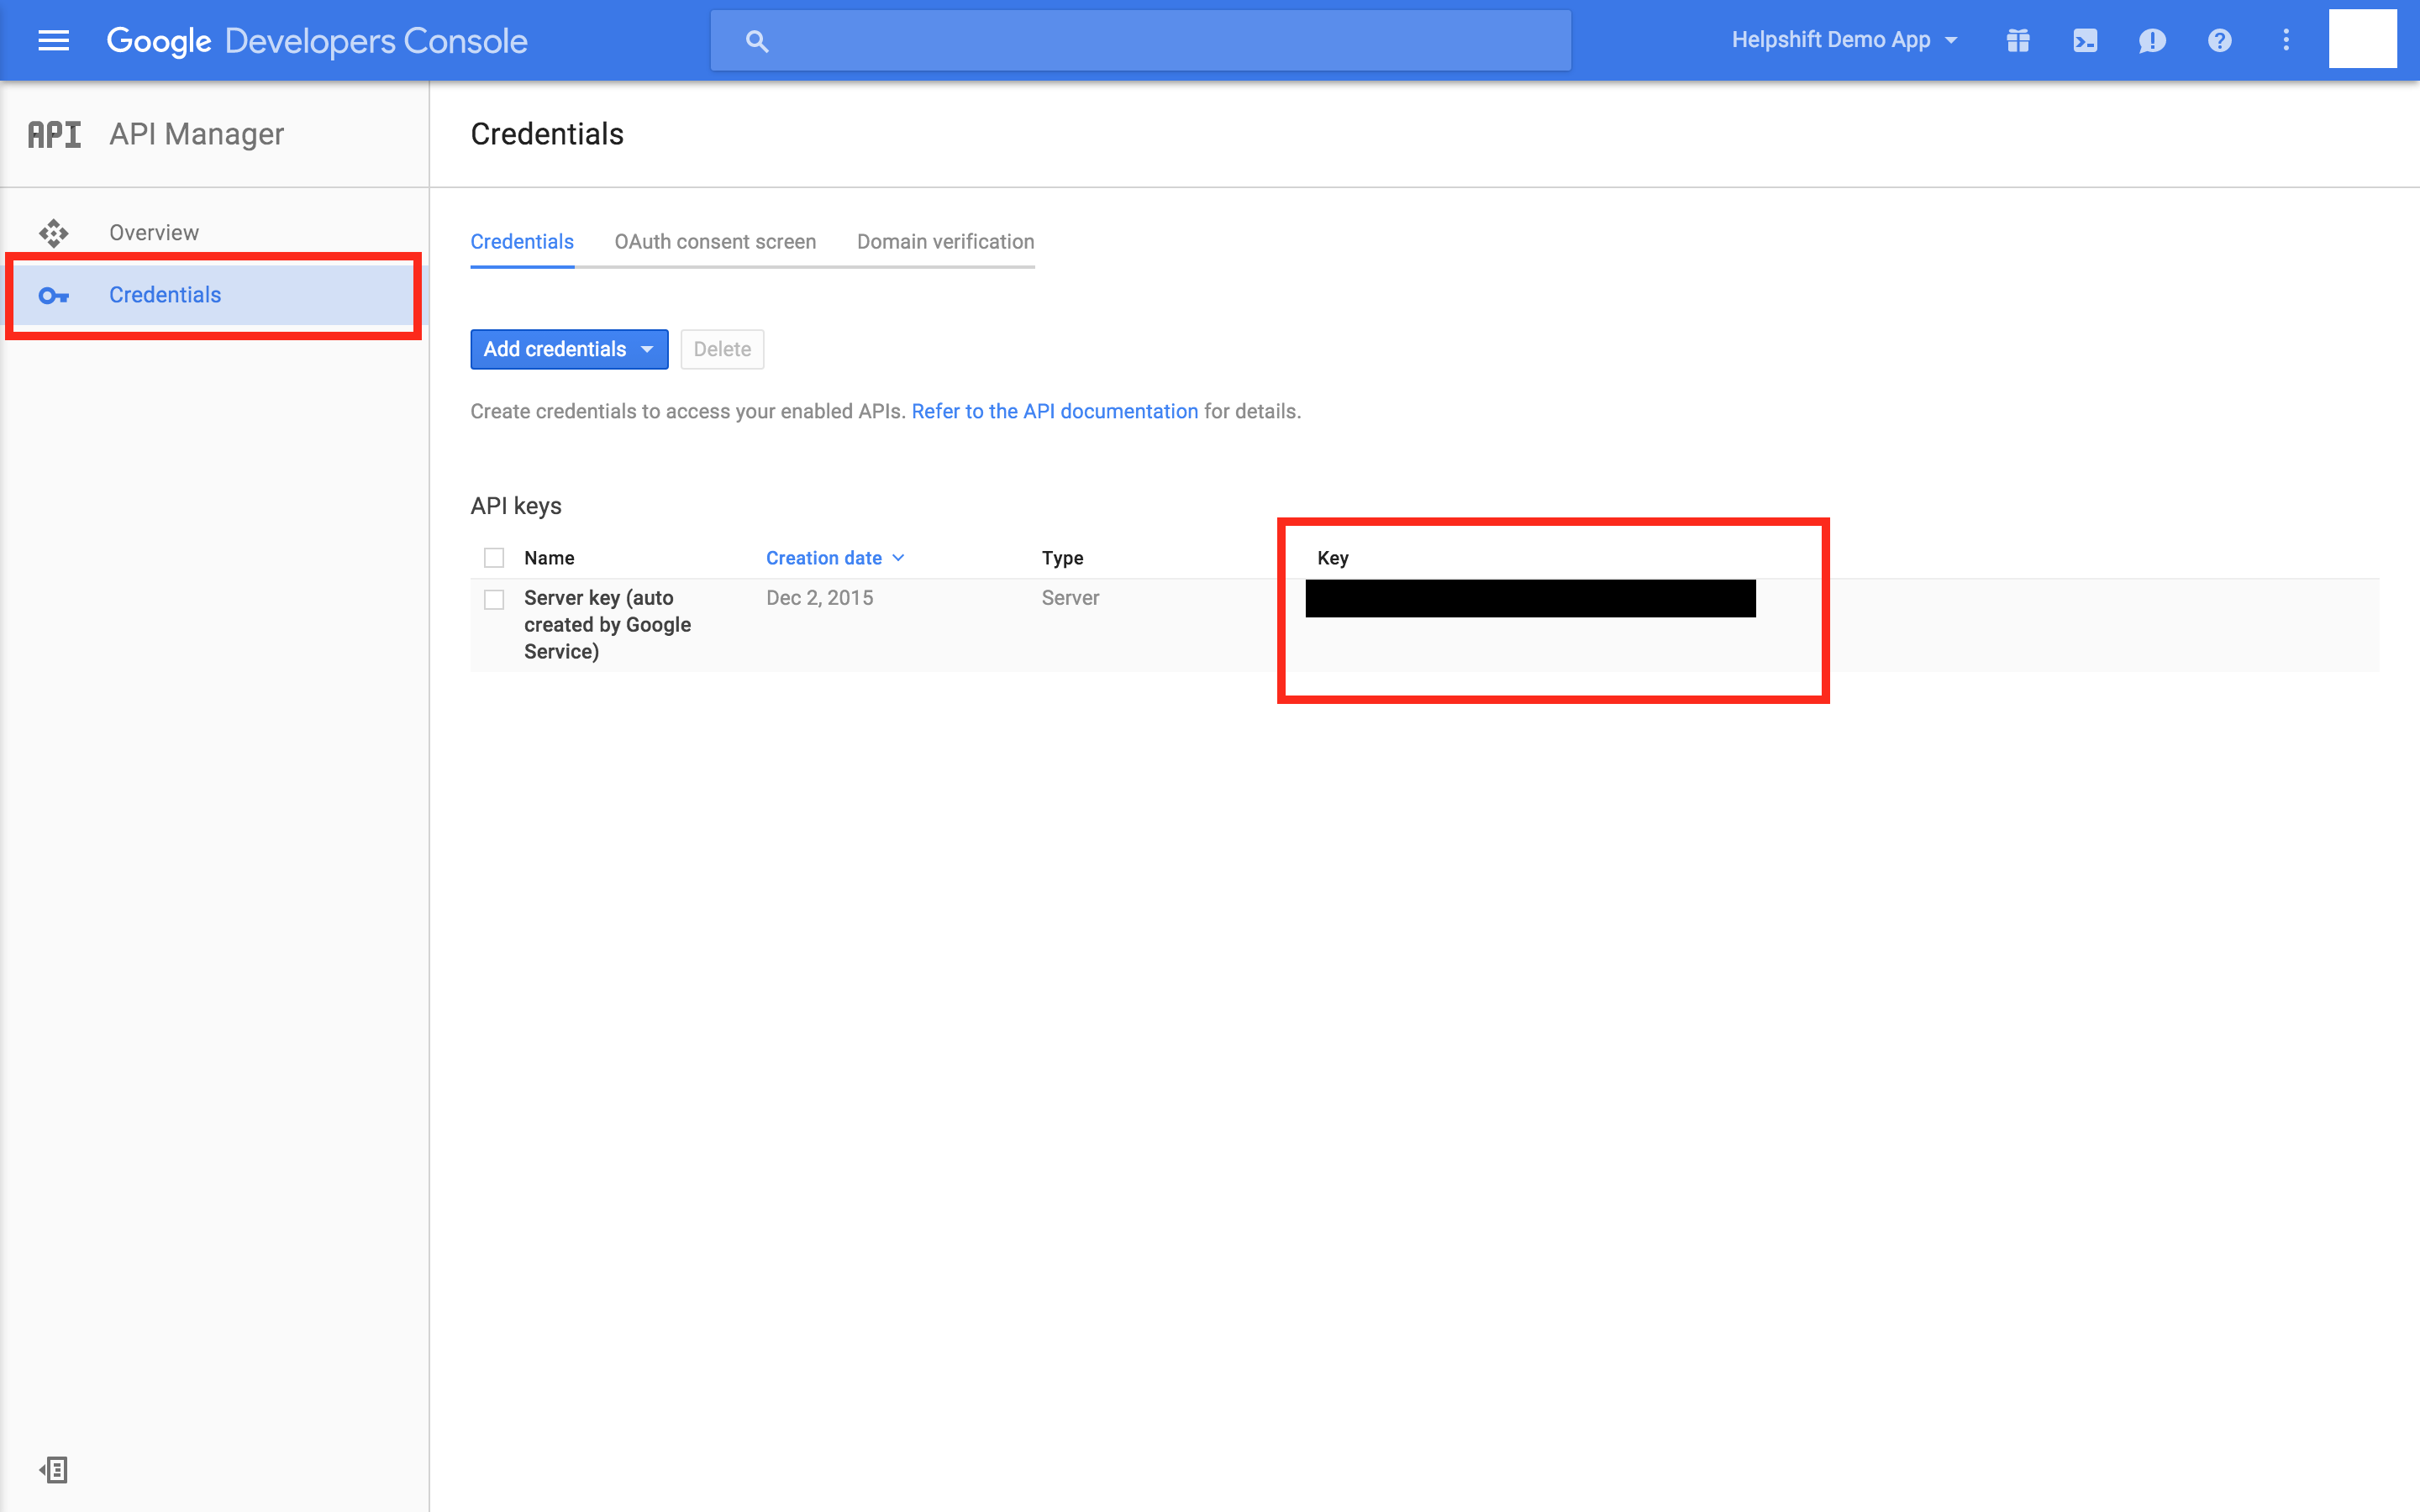 Google Developers Console
Helpshift Demo App
API API Manager
Credentials
Overview
Credentials
Credentials OAuth consent screen Domain verification
Add credentials Delete
Create credentials to access your enabled APIs. Refer to the API documentation for details.
API keys
Name Creation date Type Key
Server key (auto Dec 2, 2015 Server
created by Google
Service)